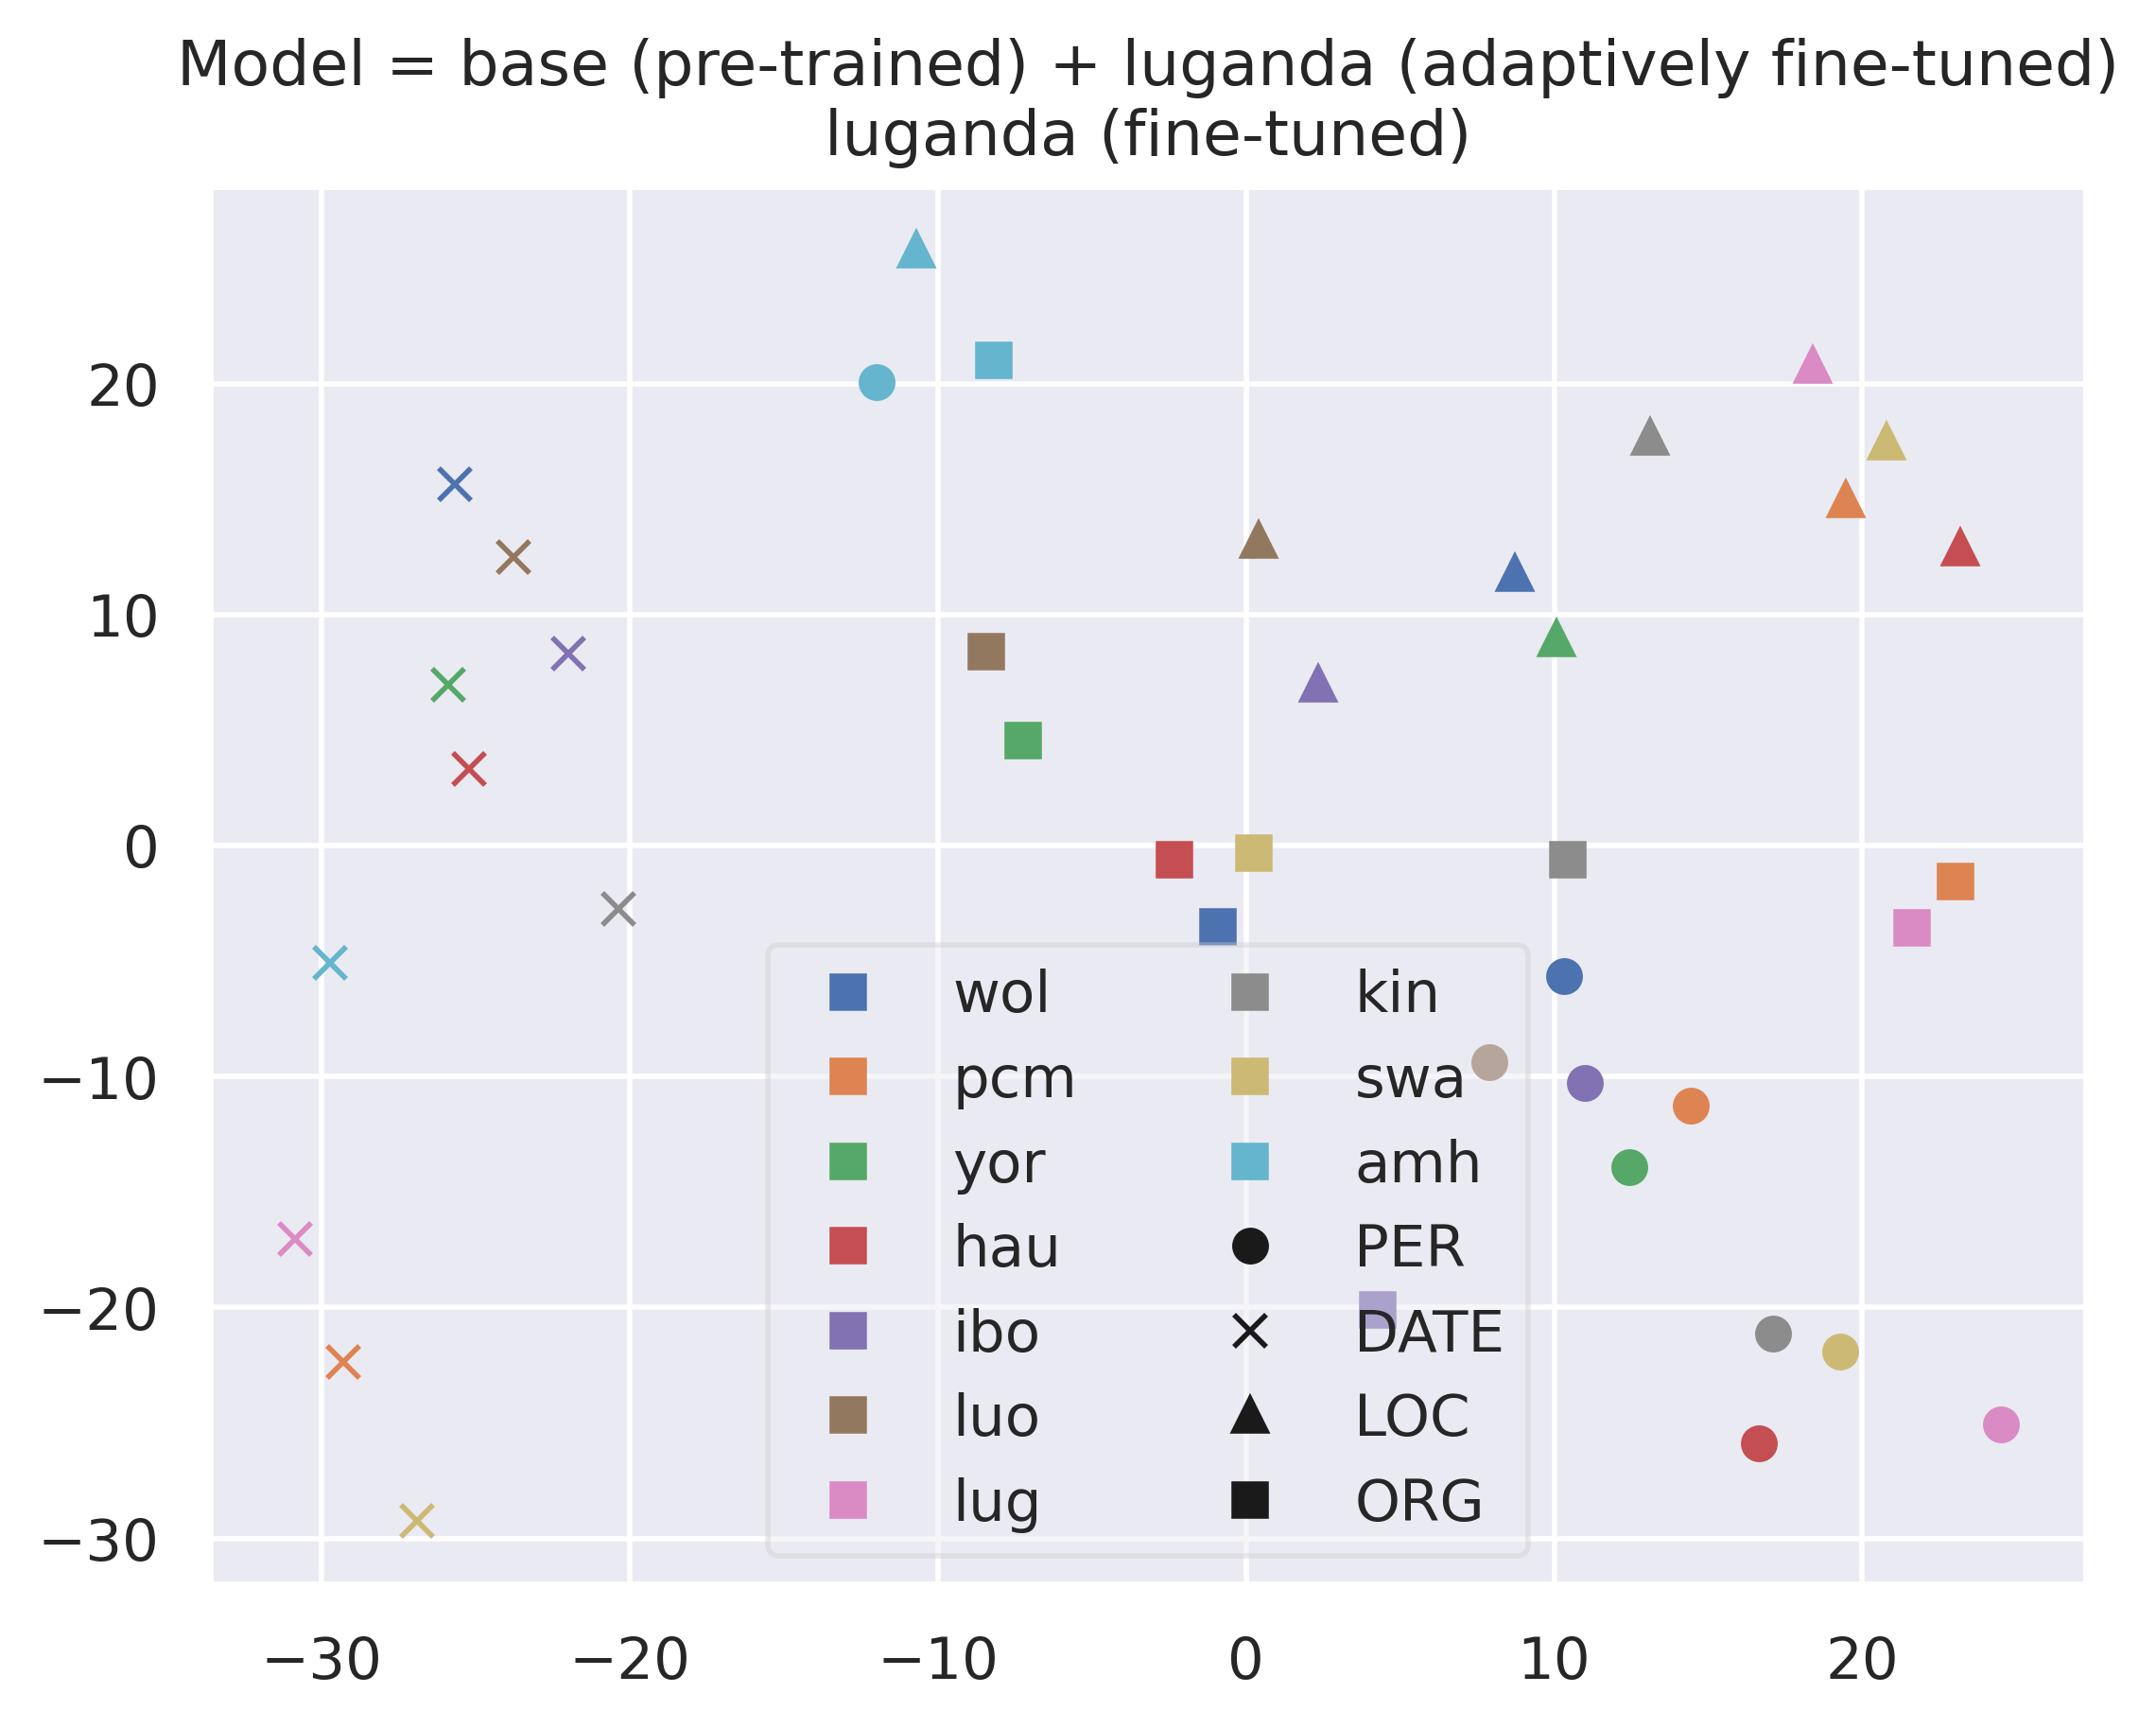 Model = base (pre-trained) + luganda (adaptively fine-tuned)
luganda (fine-tuned)
20
10
0
−10
−20
−30
wol
pcm
yor
hau
ibo
luo
lug
kin
swa
amh
PER
DATE
LOC
ORG
−30 −20 −10 0 10 20